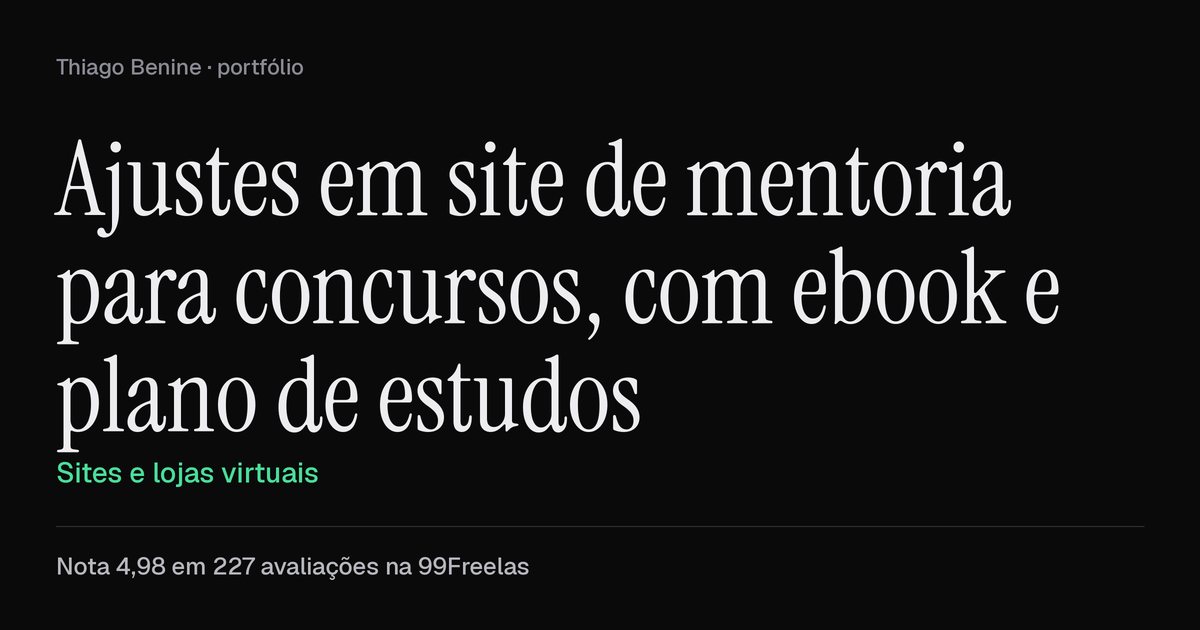 Thiago Benine · portfólio
Ajustes em site de mentoria
para concursos, com ebook e
plano de estudos
Sites e lojas virtuais
Nota 4,98 em 227 avaliações na 99Freelas